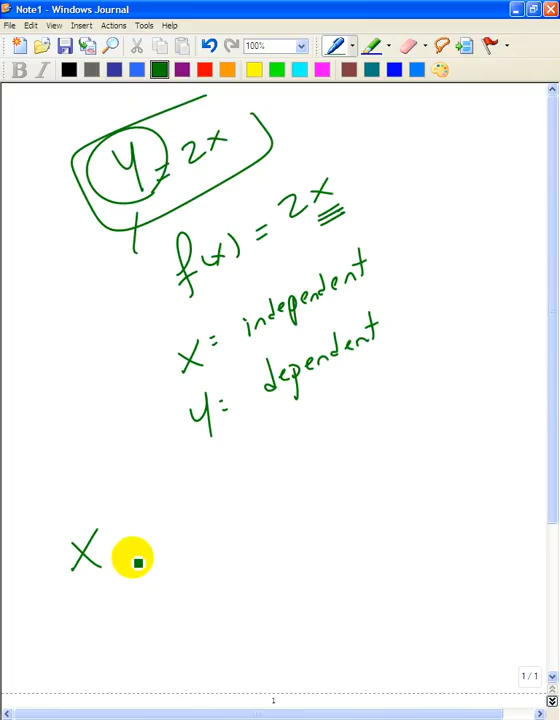 Note1 - Windows Journal
File Edit View Insert Actions Tools Help
100%
B I
y = 2x
f(x) = 2x
x = independent
y = dependent
X
1 / 1
1